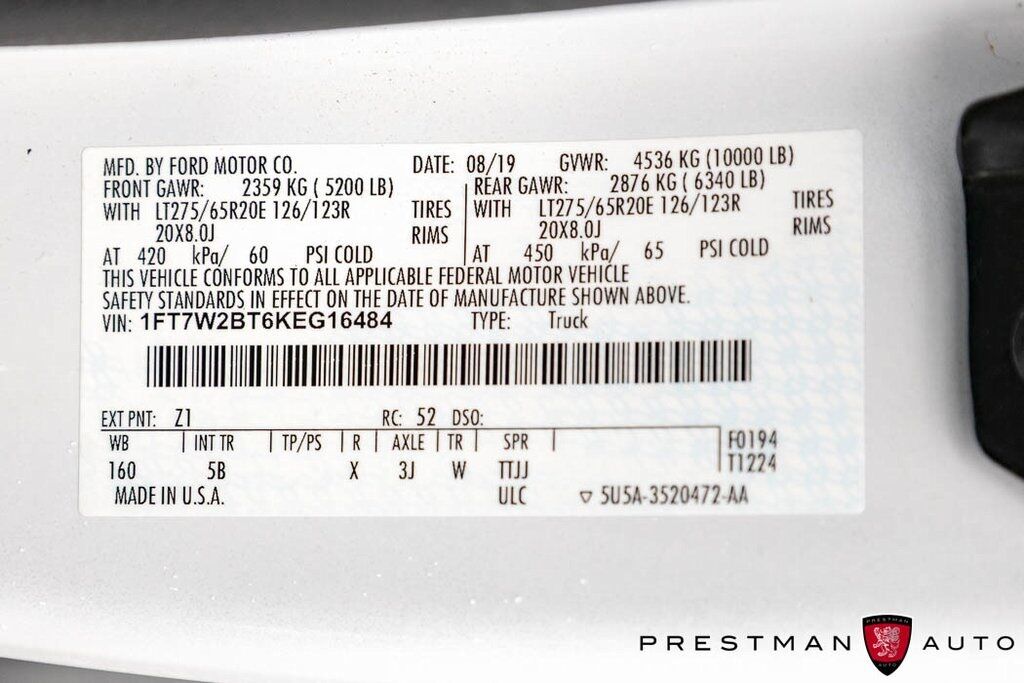 MFD. BY FORD MOTOR CO. DATE: 08/19 GVWR: 4536 KG (10000 LB)
FRONT GAWR: 2359 KG ( 5200 LB) REAR GAWR: 2876 KG ( 6340 LB)
WITH LT275/65R20E 126/123R TIRES WITH LT275/65R20E 126/123R TIRES
20X8.0J RIMS 20X8.0J RIMS
AT 420 kPa/ 60 PSI COLD AT 450 kPa/ 65 PSI COLD
THIS VEHICLE CONFORMS TO ALL APPLICABLE FEDERAL MOTOR VEHICLE
SAFETY STANDARDS IN EFFECT ON THE DATE OF MANUFACTURE SHOWN ABOVE.
VIN: 1FT7W2BT6KEG16484 TYPE: Truck
EXT PNT: Z1 RC: 52 DSO:
WB INT TR TP/PS R AXLE TR SPR F0194
160 5B X 3J W TTJJ T1224
MADE IN U.S.A. ULC 5U5A-3520472-AA
PRESTMAN PRESTMAN AUTO